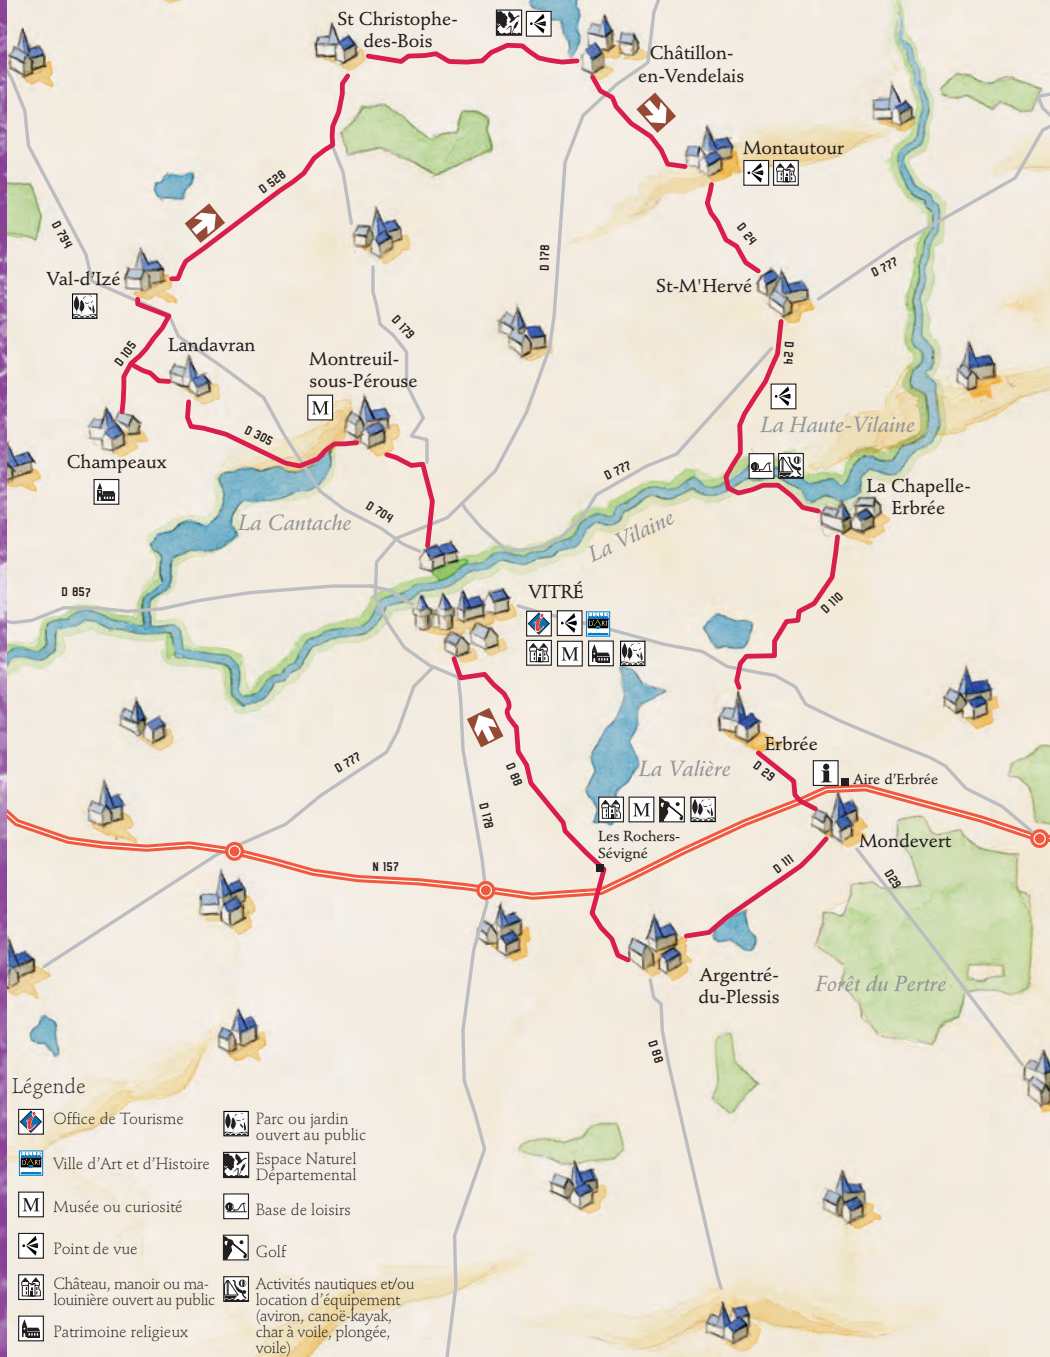 St Christophe-
des-Bois
Châtillon-
en-Vendelais
Montautour
D 528
D 794
D 24
D 178
D 777
Val-d'Izé
St-M'Hervé
D 179
D 105
Landavran
Montreuil-
sous-Pérouse
M
D 24
D 305
La Haute-Vilaine
Champeaux
D 777
La Chapelle-
Erbrée
D 704
La Cantache
La Vilaine
D 857
VITRÉ
i
VILLES
D'ART
M
D 110
Erbrée
D 777
D 88
La Valière
D 29
i
Aire d'Erbrée
M
D 178
Les Rochers-
Sévigné
Mondevert
N 157
D 111
D29
Argentré-
du-Plessis
Forêt du Pertre
D 88
Légende
i
Office de Tourisme
VILLES
D'ART
Ville d'Art et d'Histoire
M
Musée ou curiosité
Point de vue
Château, manoir ou ma-
louinière ouvert au public
Patrimoine religieux
Parc ou jardin
ouvert au public
Espace Naturel
Départemental
Base de loisirs
Golf
Activités nautiques et/ou
location d'équipement
(aviron, canoë-kayak,
char à voile, plongée,
voile)